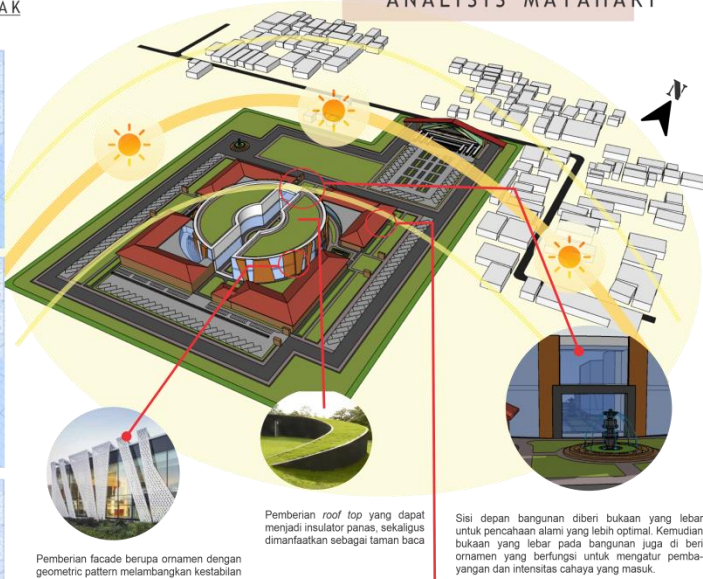 AK
ANALISIS MATAHARI
N
Pemberian roof top yang dapat
menjadi insulator panas, sekaligus
dimanfaatkan sebagai taman baca
Sisi depan bangunan diberi bukaan yang lebar
untuk pencahaan alami yang lebih optimal. Kemudian
bukaan yang lebar pada bangunan juga di beri
ornamen yang berfungsi untuk mengatur pemba-
yangan dan intensitas cahaya yang masuk.
Pemberian facade berupa ornamen dengan
geometric pattern melambangkan kestabilan